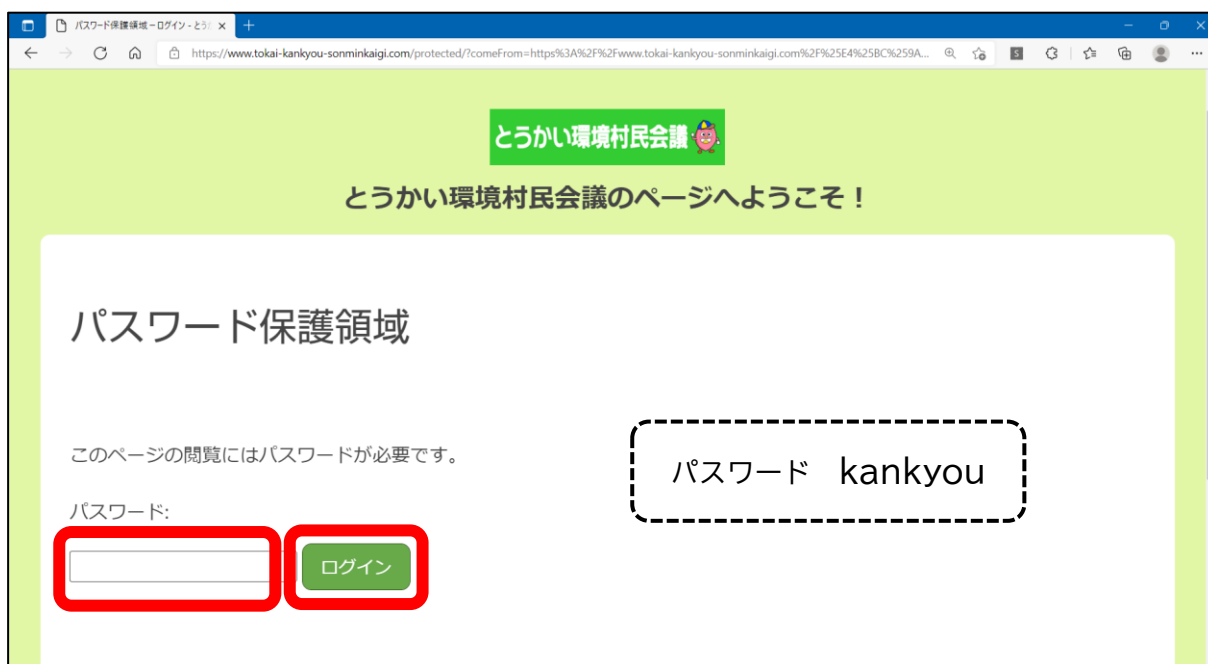 パスワード保護領域 – ログイン - とう
https://www.tokai-kankyou-sonminkaigi.com/protected/?comeFrom=https%3A%2F%2Fwww.tokai-kankyou-sonminkaigi.com%2F%25E4%25BC%259A...
とうかい環境村民会議
とうかい環境村民会議のページへようこそ！
パスワード保護領域
このページの閲覧にはパスワードが必要です。
パスワード kankyou
パスワード:
ログイン